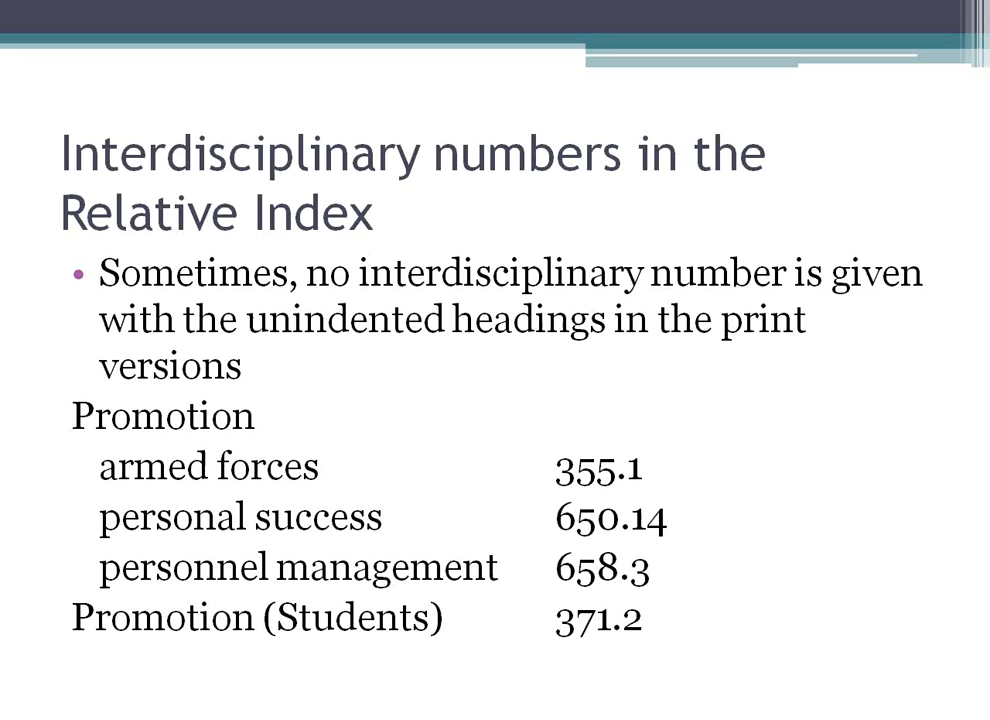 Interdisciplinary numbers in the
Relative Index
• Sometimes, no interdisciplinary number is given
with the unindented headings in the print
versions
Promotion
armed forces 355.1
personal success 650.14
personnel management 658.3
Promotion (Students) 371.2